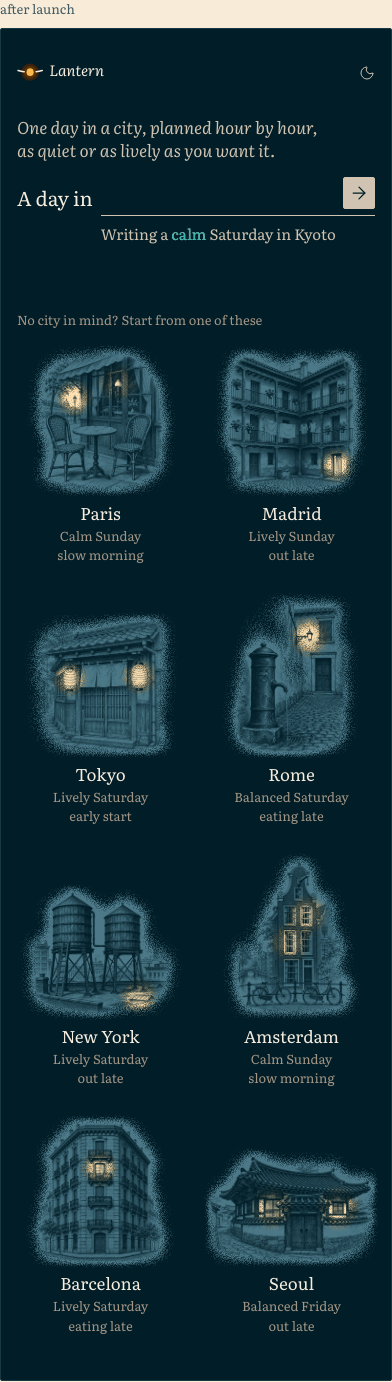 after launch
Lantern
One day in a city, planned hour by hour,
as quiet or as lively as you want it.
A day in
Writing a calm Saturday in Kyoto
No city in mind? Start from one of these
Paris
Calm Sunday
slow morning
Madrid
Lively Sunday
out late
Tokyo
Lively Saturday
early start
Rome
Balanced Saturday
eating late
New York
Lively Saturday
out late
Amsterdam
Calm Sunday
slow morning
Barcelona
Lively Saturday
eating late
Seoul
Balanced Friday
out late